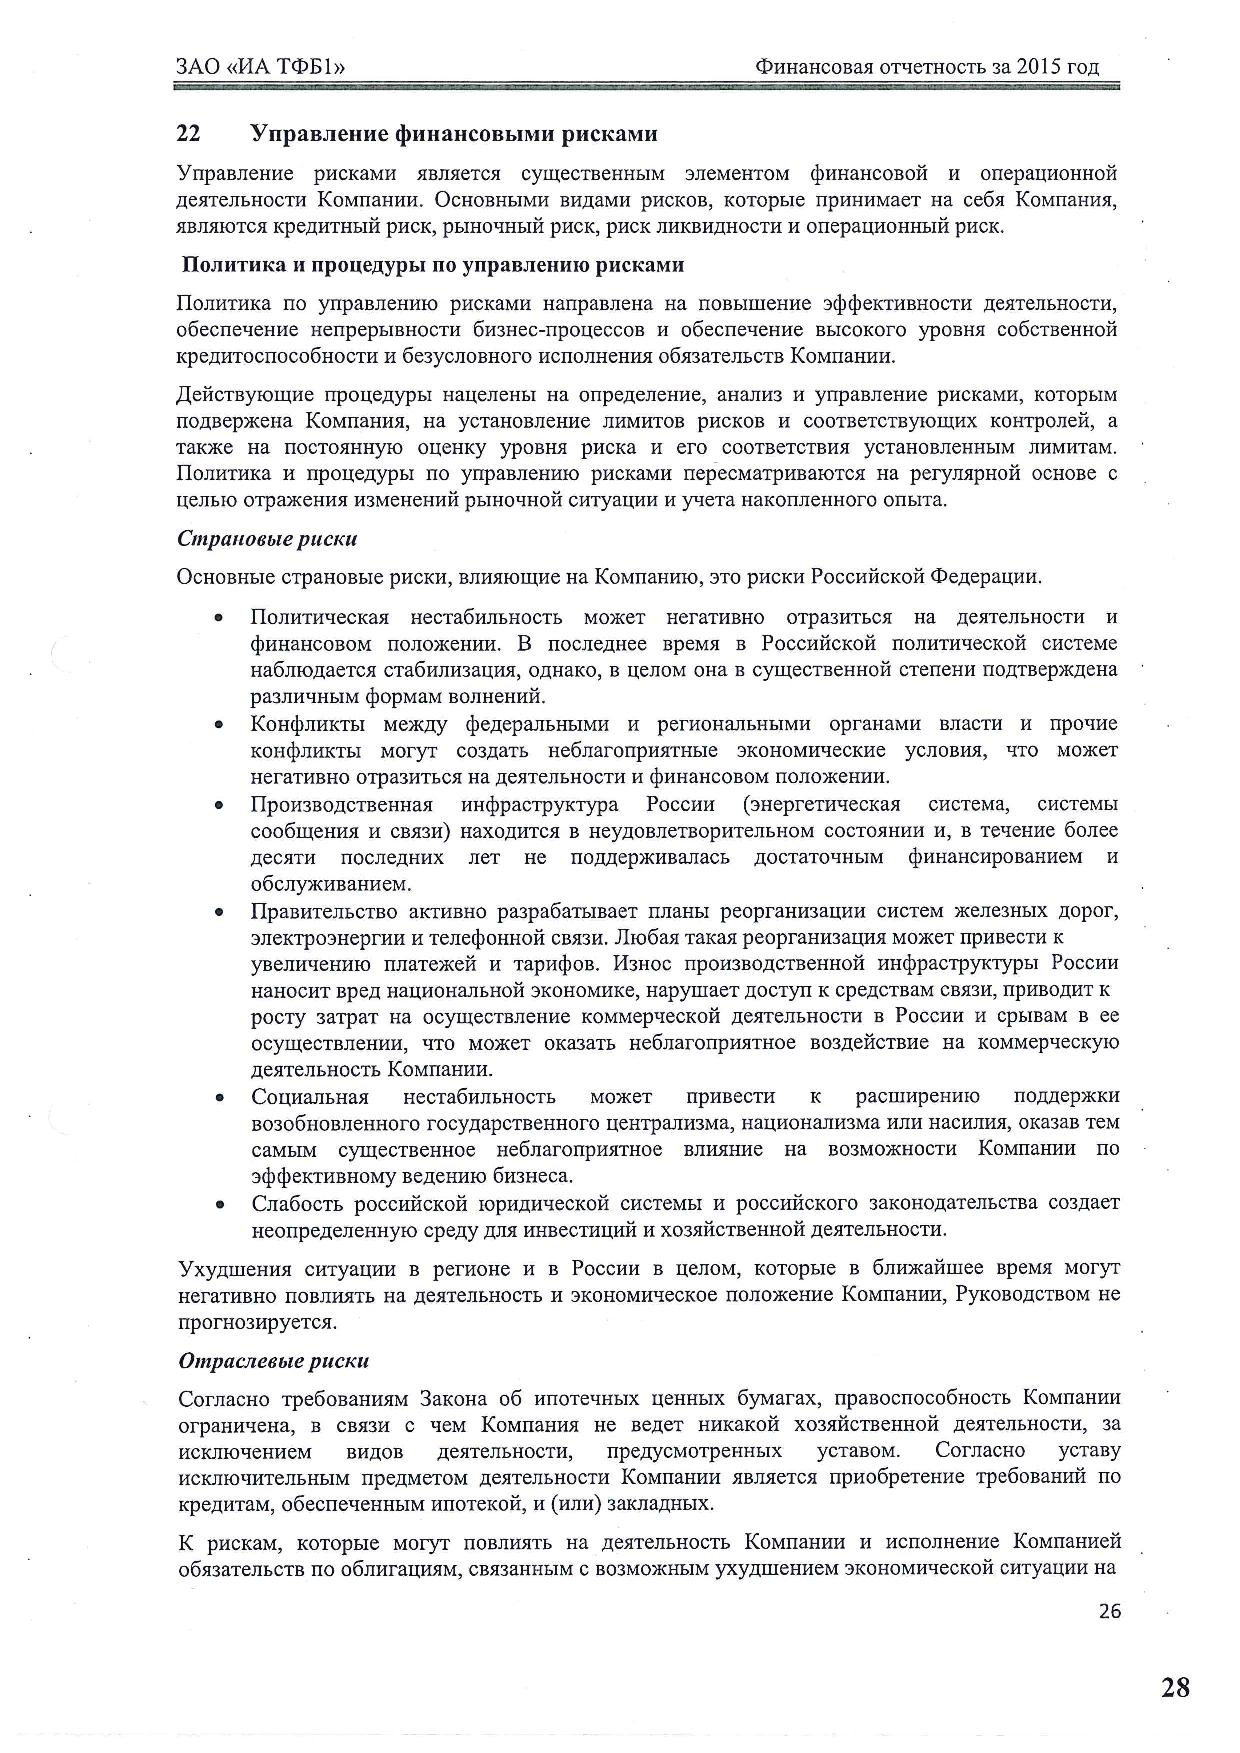 ЗАО «ИА ТФБ1» Финансовая отчетность за 2015 год
22 Управление финансовыми рисками
Управление рисками является существенным элементом финансовой и операционной
деятельности Компании. Основными видами рисков, которые принимает на себя Компания,
являются кредитный риск, рыночный риск, риск ликвидности и операционный риск.
Политика и процедуры по управлению рисками
Политика по управлению рисками направлена на повышение эффективности деятельности,
обеспечение непрерывности бизнес-процессов и обеспечение высокого уровня собственной
кредитоспособности и безусловного исполнения обязательств Компании.
Действующие процедуры нацелены на определение, анализ и управление рисками, которым
подвержена Компания, на установление лимитов рисков и соответствующих контролей, а
также на постоянную оценку уровня риска и его соответствия установленным лимитам.
Политика и процедуры по управлению рисками пересматриваются на регулярной основе с
целью отражения изменений рыночной ситуации и учета накопленного опыта.
Страновые риски
Основные страновые риски, влияющие на Компанию, это риски Российской Федерации.
• Политическая нестабильность может негативно отразиться на деятельности и
финансовом положении. В последнее время в Российской политической системе
наблюдается стабилизация, однако, в целом она в существенной степени подтверждена
различным формам волнений.
• Конфликты между федеральными и региональными органами власти и прочие
конфликты могут создать неблагоприятные экономические условия, что может
негативно отразиться на деятельности и финансовом положении.
• Производственная инфраструктура России (энергетическая система, системы
сообщения и связи) находится в неудовлетворительном состоянии и, в течение более
десяти последних лет не поддерживалась достаточным финансированием и
обслуживанием.
• Правительство активно разрабатывает планы реорганизации систем железных дорог,
электроэнергии и телефонной связи. Любая такая реорганизация может привести к
увеличению платежей и тарифов. Износ производственной инфраструктуры России
наносит вред национальной экономике, нарушает доступ к средствам связи, приводит к
росту затрат на осуществление коммерческой деятельности в России и срывам в ее
осуществлении, что может оказать неблагоприятное воздействие на коммерческую
деятельность Компании.
• Социальная нестабильность может привести к расширению поддержки
возобновленного государственного централизма, национализма или насилия, оказав тем
самым существенное неблагоприятное влияние на возможности Компании по
эффективному ведению бизнеса.
• Слабость российской юридической системы и российского законодательства создает
неопределенную среду для инвестиций и хозяйственной деятельности.
Ухудшения ситуации в регионе и в России в целом, которые в ближайшее время могут
негативно повлиять на деятельность и экономическое положение Компании, Руководством не
прогнозируется.
Отраслевые риски
Согласно требованиям Закона об ипотечных ценных бумагах, правоспособность Компании
ограничена, в связи с чем Компания не ведет никакой хозяйственной деятельности, за
исключением видов деятельности, предусмотренных уставом. Согласно уставу
исключительным предметом деятельности Компании является приобретение требований по
кредитам, обеспеченным ипотекой, и (или) закладных.
К рискам, которые могут повлиять на деятельность Компании и исполнение Компанией
обязательств по облигациям, связанным с возможным ухудшением экономической ситуации на
26
28